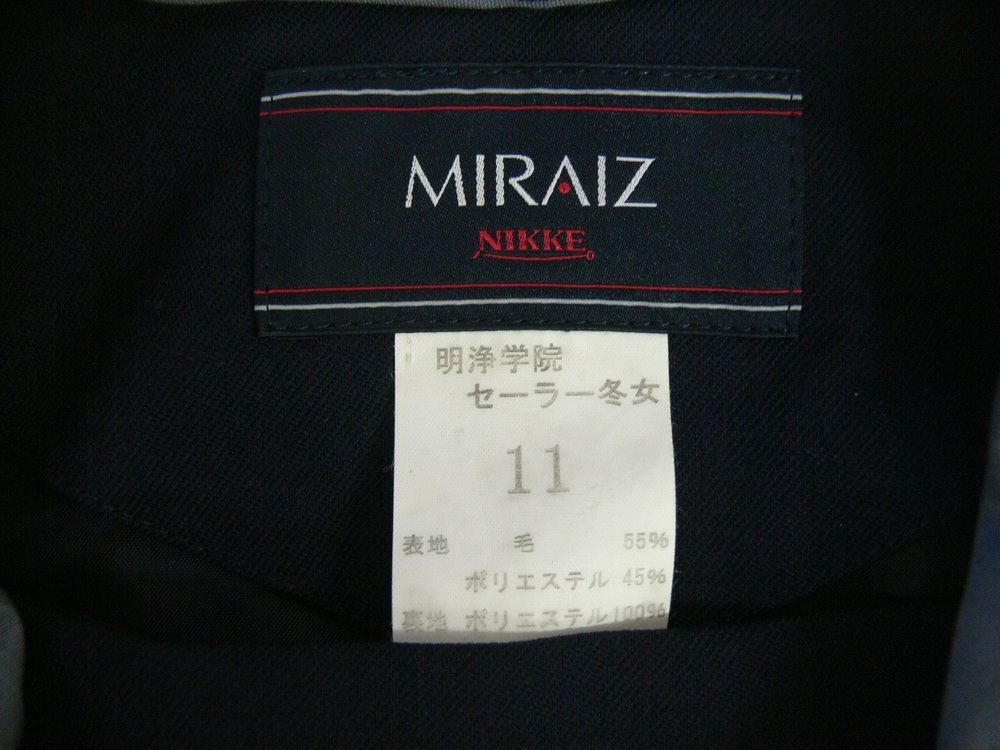 MIRAIZ
NIKKE
明浄学院
セーラー冬女
11
表地 毛 55%
ポリエステル 45%
裏地 ポリエステル100%